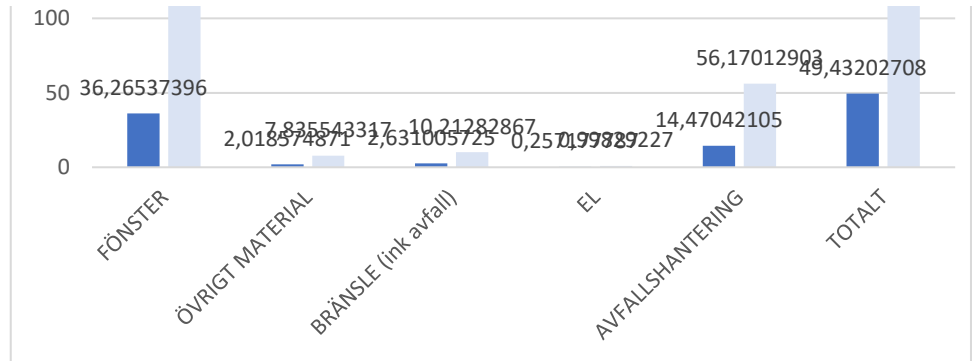 100
56,17012903
49,43202708
36,26537396
50
14,47042105
7,835543317
10,21282867
2,018574871
2,631005725
0
FÖNSTER
ÖVRIGT MATERIAL
BRÄNSLE (ink avfall)
EL
AVFALLSHANTERING
TOTALT